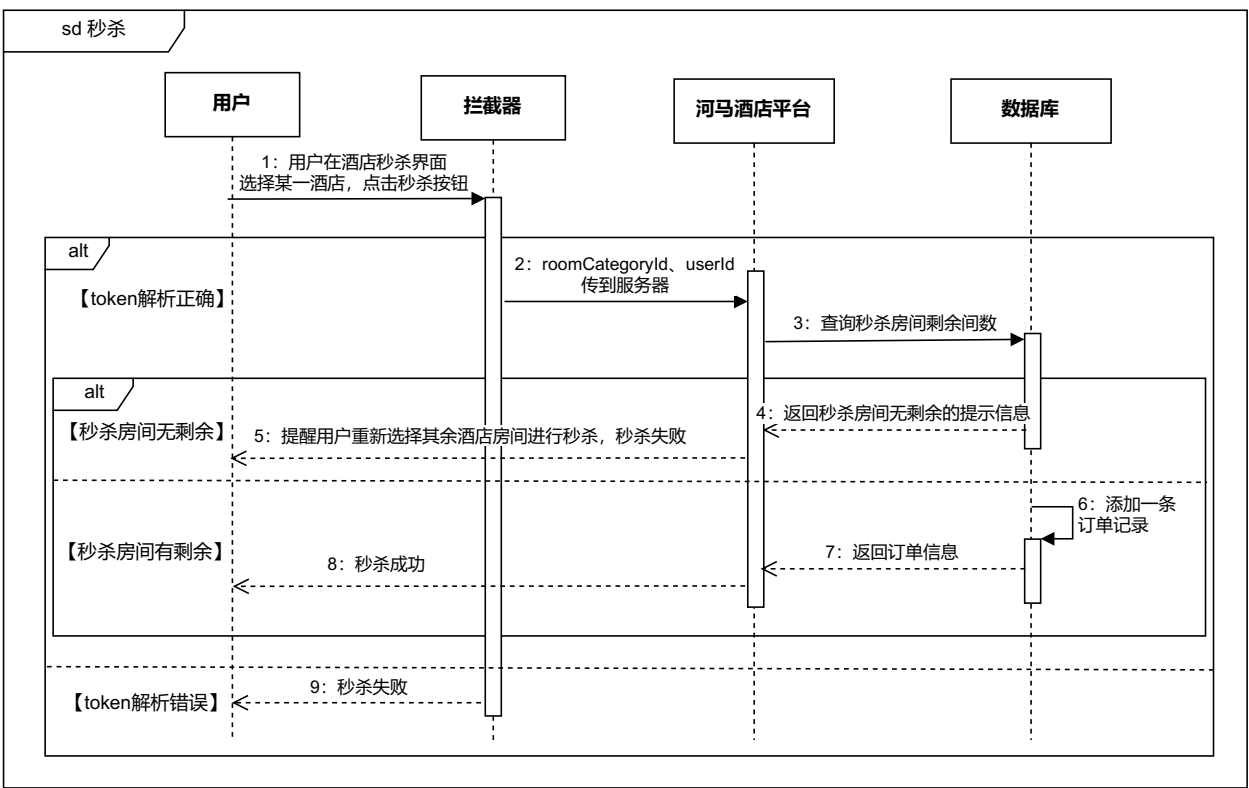 sd 秒杀
用户
拦截器
河马酒店平台
数据库
1：用户在酒店秒杀界面
选择某一酒店，点击秒杀按钮
alt
2：roomCategoryId、userId
传到服务器
【token解析正确】
3：查询秒杀房间剩余间数
alt
4：返回秒杀房间无剩余的提示信息
【秒杀房间无剩余】
5：提醒用户重新选择其余酒店房间进行秒杀，秒杀失败
6：添加一条
订单记录
【秒杀房间有剩余】
7：返回订单信息
8：秒杀成功
9：秒杀失败
【token解析错误】